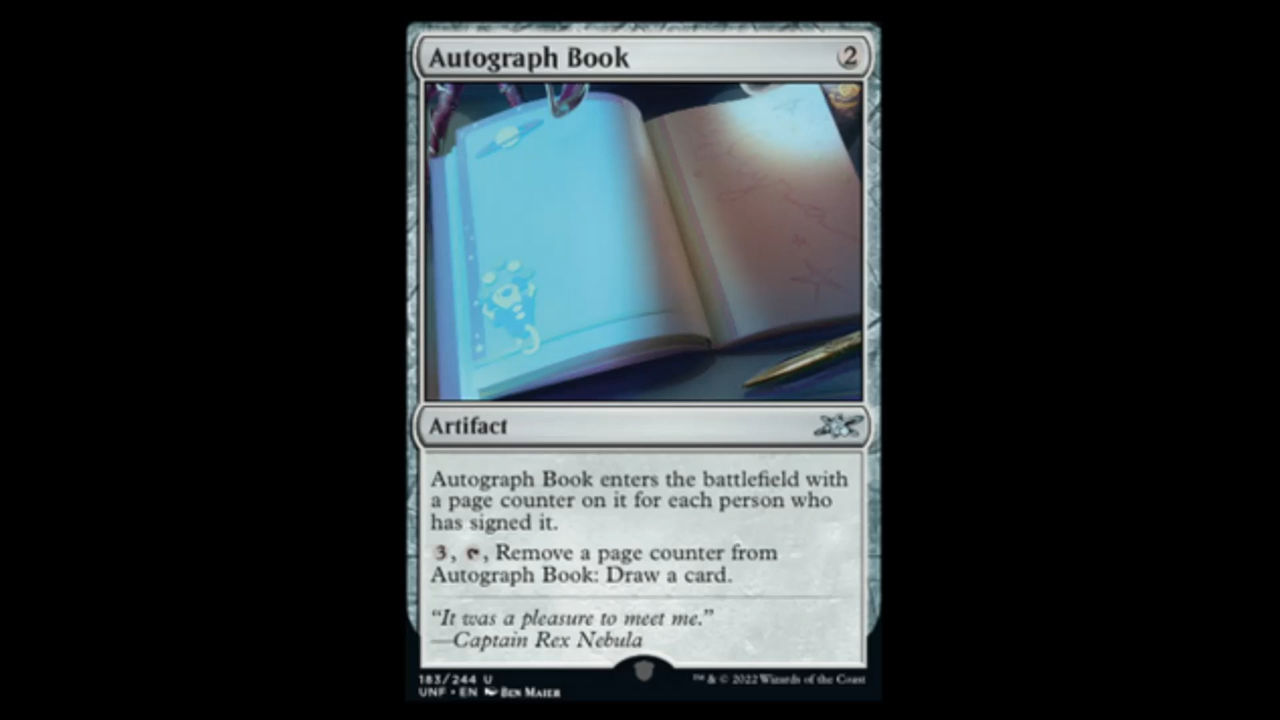 Autograph Book 2
Artifact
Autograph Book enters the battlefield with
a page counter on it for each person who
has signed it.
3, , Remove a page counter from
Autograph Book: Draw a card.
“It was a pleasure to meet me.”
—Captain Rex Nebula
183/244 U
™ & © 2022 Wizards of the Coast
UNF • EN Ben Maier